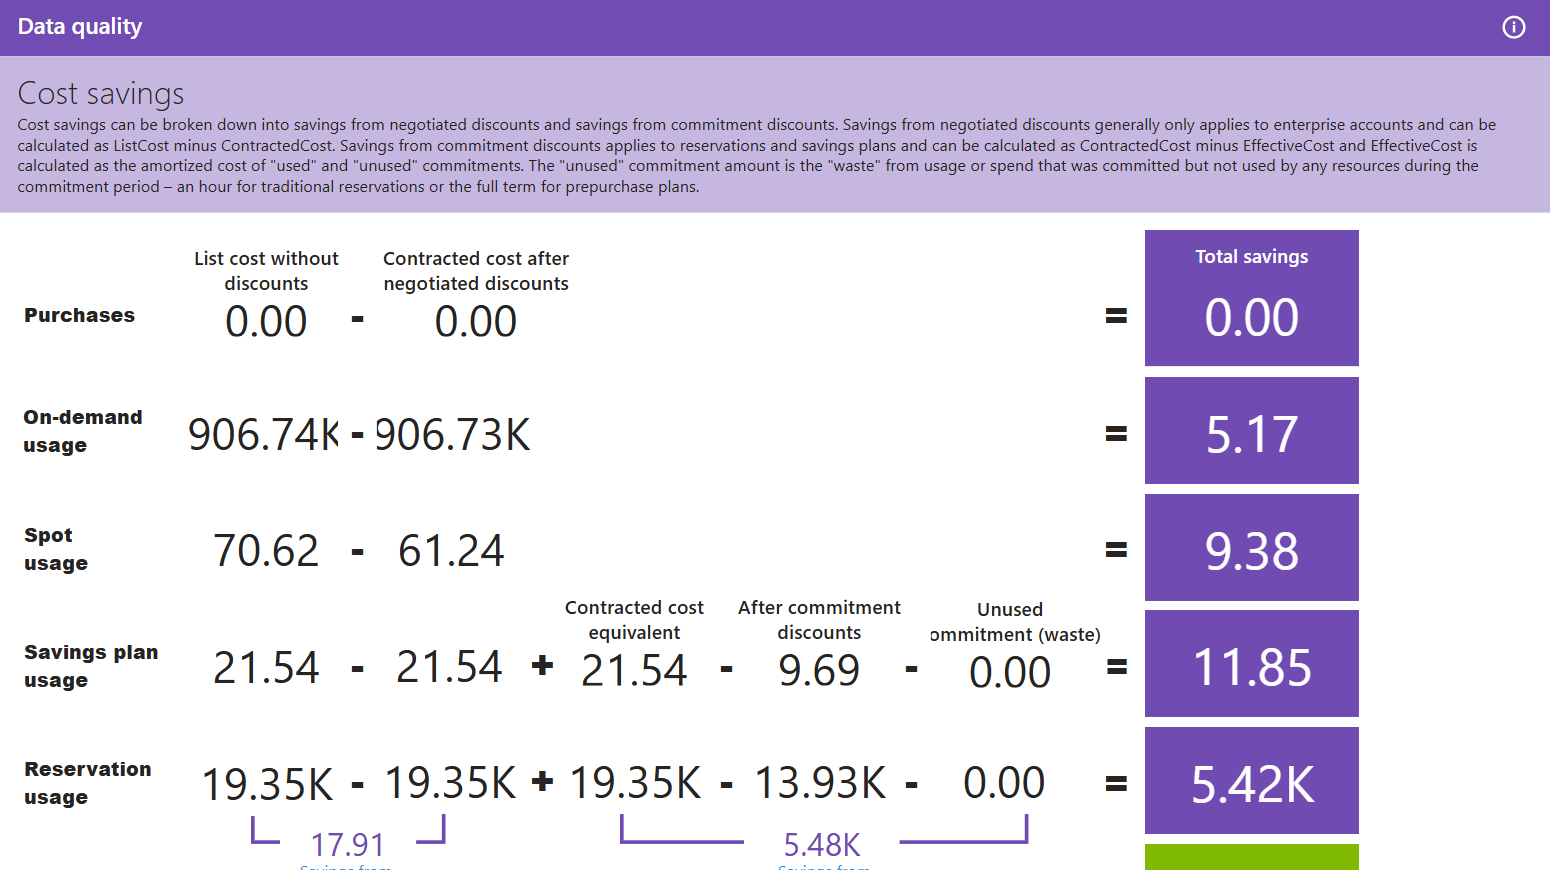 Data quality
Cost savings
Cost savings can be broken down into savings from negotiated discounts and savings from commitment discounts. Savings from negotiated discounts generally only applies to enterprise accounts and can be
calculated as ListCost minus ContractedCost. Savings from commitment discounts applies to reservations and savings plans and can be calculated as ContractedCost minus EffectiveCost and EffectiveCost is
calculated as the amortized cost of "used" and "unused" commitments. The "unused" commitment amount is the "waste" from usage or spend that was committed but not used by any resources during the
commitment period – an hour for traditional reservations or the full term for prepurchase plans.
List cost without
discounts
Contracted cost after
negotiated discounts
Total savings
Purchases
0.00 - 0.00 = 0.00
On-demand
usage
906.74K - 906.73K = 5.17
Spot
usage
70.62 - 61.24 = 9.38
Contracted cost
equivalent
After commitment
discounts
Unused
ommitment (waste)
Savings plan
usage
21.54 - 21.54 + 21.54 - 9.69 - 0.00 = 11.85
Reservation
usage
19.35K - 19.35K + 19.35K - 13.93K - 0.00 = 5.42K
17.91
5.48K
Savings from
Savings from